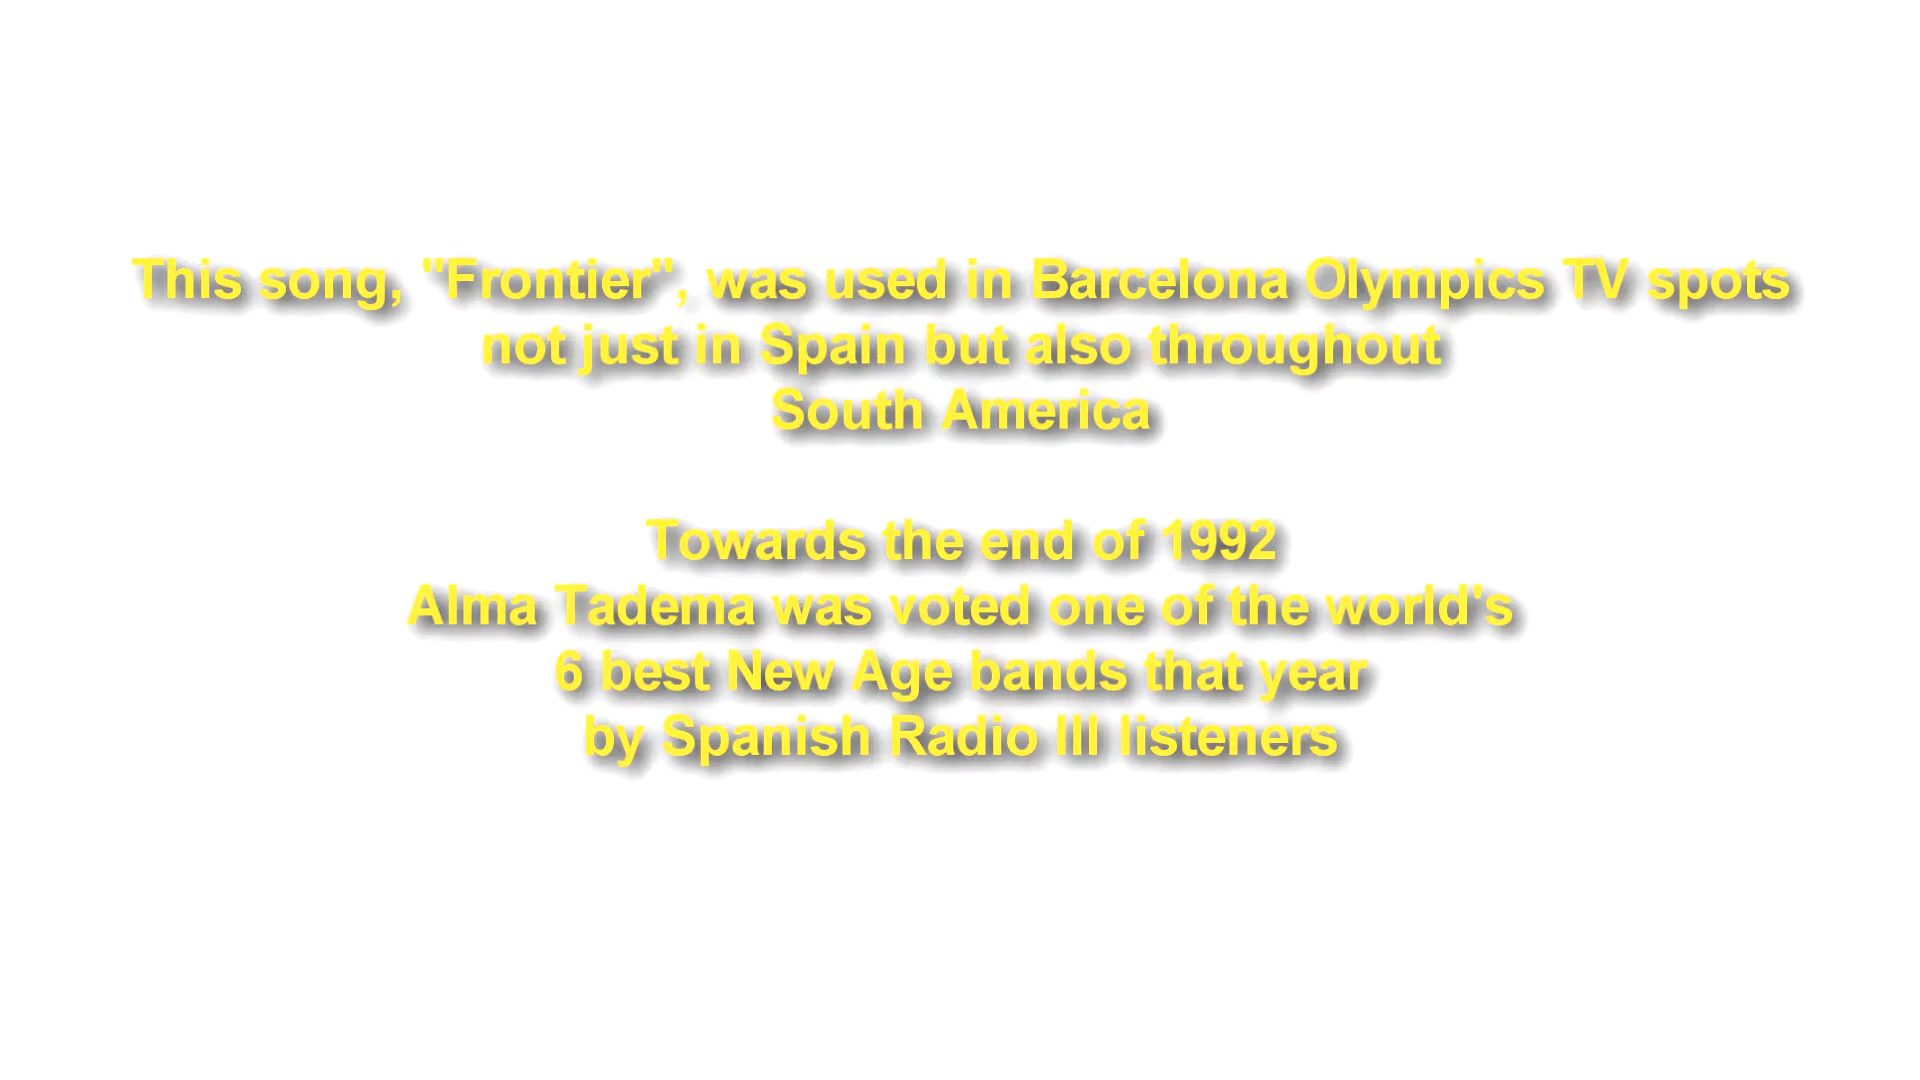 This song, "Frontier", was used in Barcelona Olympics TV spots
not just in Spain but also throughout
South America
Towards the end of 1992
Alma Tadema was voted one of the world's
6 best New Age bands that year
by Spanish Radio III listeners